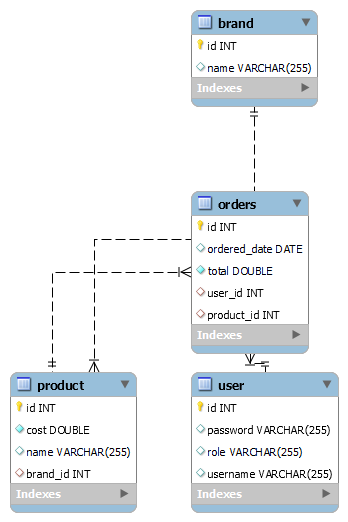 brand
id INT
name VARCHAR(255)
Indexes
orders
id INT
ordered_date DATE
total DOUBLE
user_id INT
product_id INT
Indexes
product
id INT
cost DOUBLE
name VARCHAR(255)
brand_id INT
Indexes
user
id INT
password VARCHAR(255)
role VARCHAR(255)
username VARCHAR(255)
Indexes